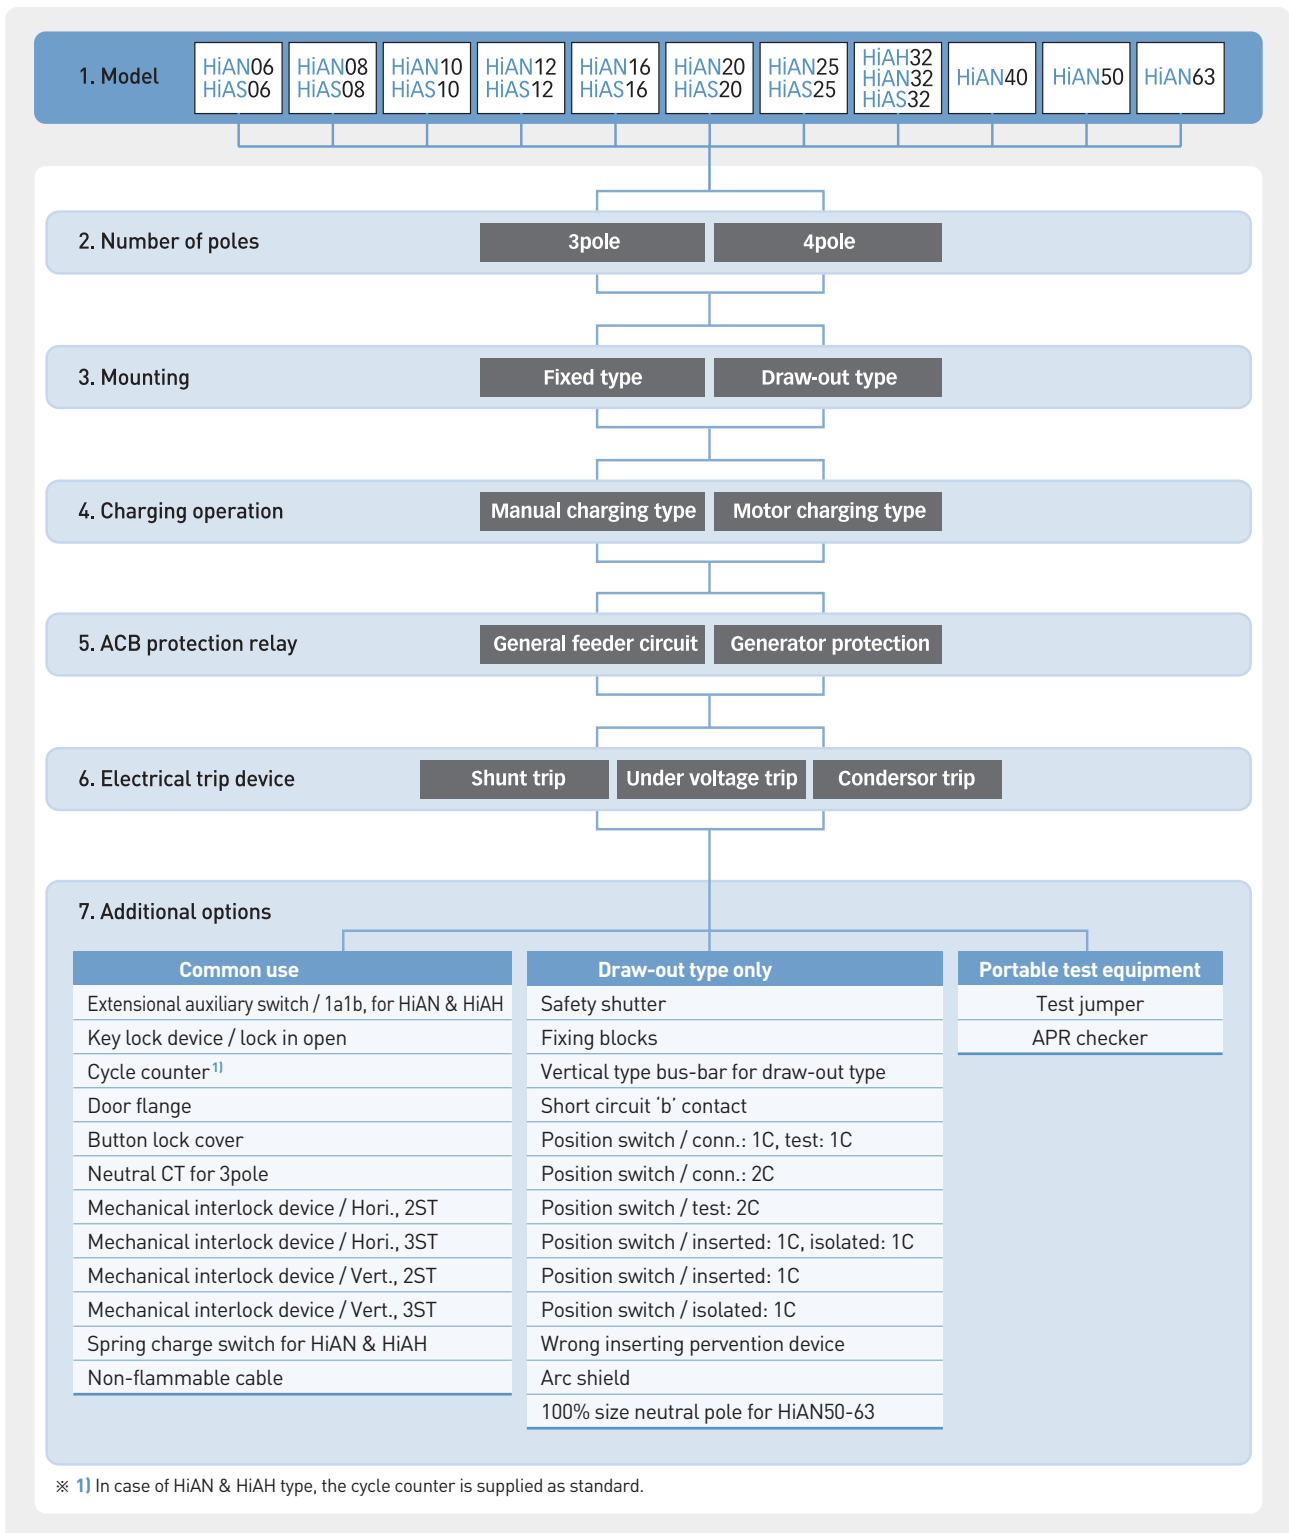 1. Model
HiAN06
HiAS06
HiAN08
HiAS08
HiAN10
HiAS10
HiAN12
HiAS12
HiAN16
HiAS16
HiAN20
HiAS20
HiAN25
HiAS25
HiAH32
HiAN32
HiAS32
HiAN40
HiAN50
HiAN63
2. Number of poles
3pole
4pole
3. Mounting
Fixed type
Draw-out type
4. Charging operation
Manual charging type
Motor charging type
5. ACB protection relay
General feeder circuit
Generator protection
6. Electrical trip device
Shunt trip
Under voltage trip
Condersor trip
7. Additional options
Common use
Extensional auxiliary switch / 1a1b, for HiAN & HiAH
Key lock device / lock in open
Cycle counter 1)
Door flange
Button lock cover
Neutral CT for 3pole
Mechanical interlock device / Hori., 2ST
Mechanical interlock device / Hori., 3ST
Mechanical interlock device / Vert., 2ST
Mechanical interlock device / Vert., 3ST
Spring charge switch for HiAN & HiAH
Non-flammable cable
Draw-out type only
Safety shutter
Fixing blocks
Vertical type bus-bar for draw-out type
Short circuit ‘b’ contact
Position switch / conn.: 1C, test: 1C
Position switch / conn.: 2C
Position switch / test: 2C
Position switch / inserted: 1C, isolated: 1C
Position switch / inserted: 1C
Position switch / isolated: 1C
Wrong inserting pervention device
Arc shield
100% size neutral pole for HiAN50-63
Portable test equipment
Test jumper
APR checker
※ 1) In case of HiAN & HiAH type, the cycle counter is supplied as standard.